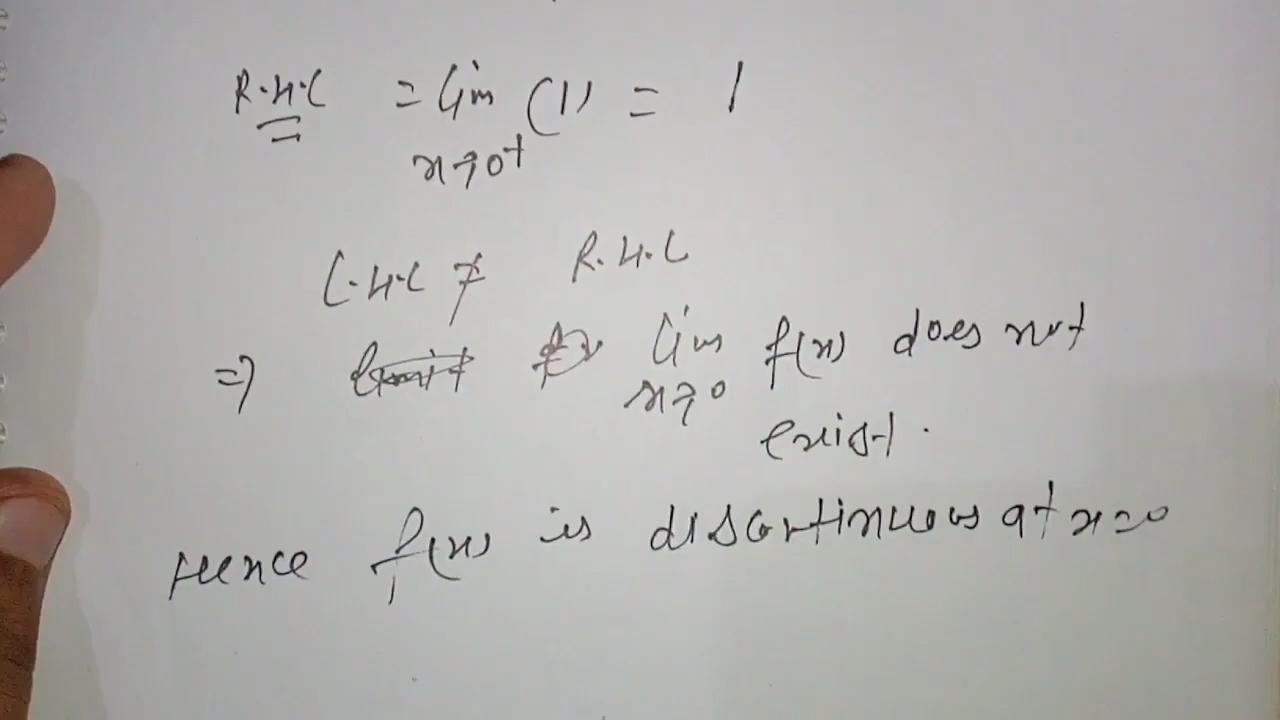 R.H.L = lim (1) = 1
x→0+
L.H.L ≠ R.H.L
⇒ lim f(x) does not
x→0
exist.
Hence f(x) is discontinuous at x=0